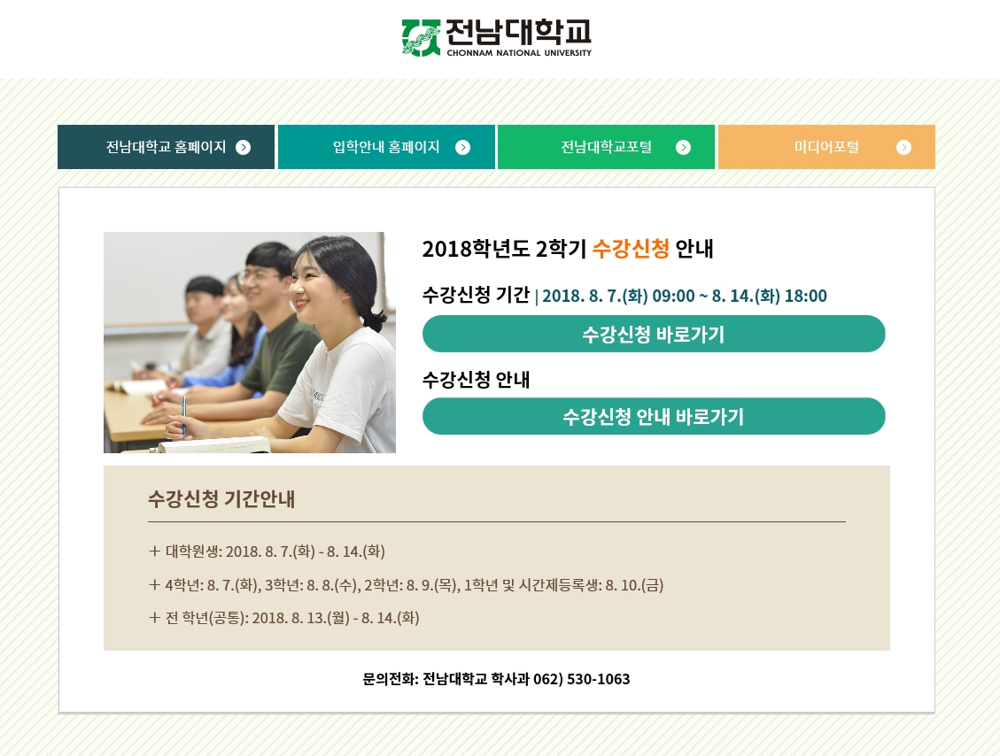 전남대학교
CHONNAM NATIONAL UNIVERSITY
전남대학교 홈페이지
입학안내 홈페이지
전남대학교포털
미디어포털
2018학년도 2학기 수강신청 안내
수강신청 기간 | 2018. 8. 7.(화) 09:00 ~ 8. 14.(화) 18:00
수강신청 바로가기
수강신청 안내
수강신청 안내 바로가기
수강신청 기간안내
+ 대학원생: 2018. 8. 7.(화) - 8. 14.(화)
+ 4학년: 8. 7.(화), 3학년: 8. 8.(수), 2학년: 8. 9.(목), 1학년 및 시간제등록생: 8. 10.(금)
+ 전 학년(공통): 2018. 8. 13.(월) - 8. 14.(화)
문의전화: 전남대학교 학사과 062) 530-1063